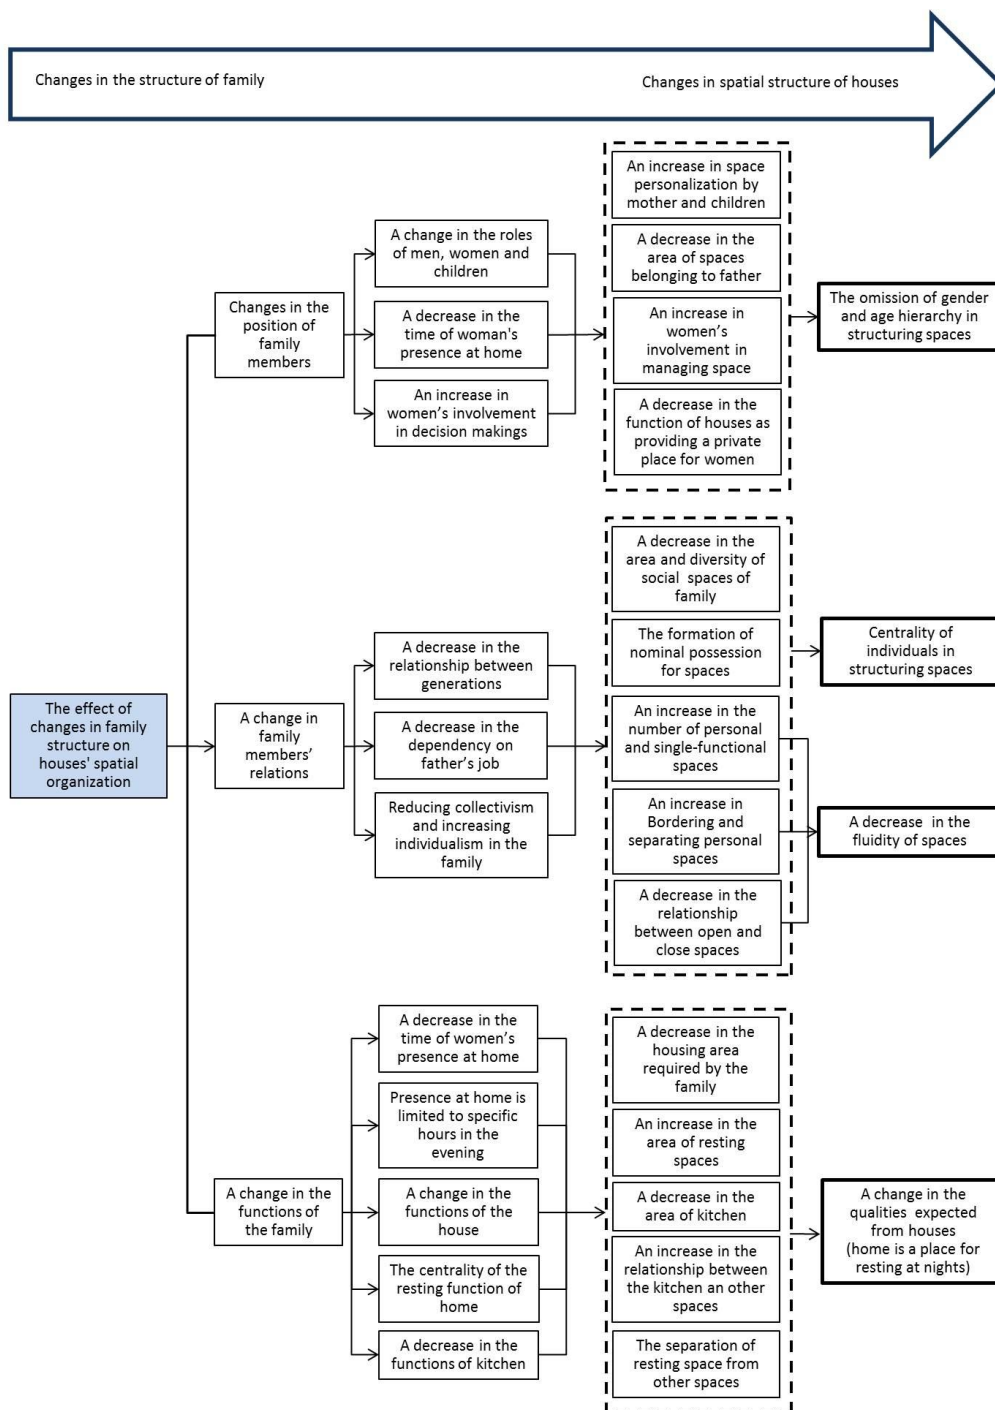 Changes in the structure of family
Changes in spatial structure of houses
The effect of
changes in family
structure on
houses' spatial
organization
Changes in the
position of
family
members
A change in the roles
of men, women and
children
A decrease in the
time of woman's
presence at home
An increase in
women’s involvement
in decision makings
An increase in space
personalization by
mother and children
A decrease in the
area of spaces
belonging to father
An increase in
women’s
involvement in
managing space
A decrease in the
function of houses as
providing a private
place for women
The omission of gender
and age hierarchy in
structuring spaces
A change in
family
members’
relations
A decrease in the
relationship between
generations
A decrease in the
dependency on
father’s job
Reducing collectivism
and increasing
individualism in the
family
A decrease in the
area and diversity of
social spaces of
family
The formation of
nominal possession
for spaces
An increase in the
number of personal
and single-functional
spaces
An increase in
Bordering and
separating personal
spaces
A decrease in the
relationship
between open and
close spaces
Centrality of
individuals in
structuring spaces
A decrease in the
fluidity of spaces
A change in the
functions of
the family
A decrease in the
time of women’s
presence at home
Presence at home is
limited to specific
hours in the
evening
A change in the
functions of the
house
The centrality of the
resting function of
home
A decrease in the
functions of kitchen
A decrease in the
housing area
required by the
family
An increase in the
area of resting
spaces
A decrease in the
area of kitchen
An increase in the
relationship between
the kitchen an other
spaces
The separation of
resting space from
other spaces
A change in the
qualities expected
from houses
(home is a place for
resting at nights)